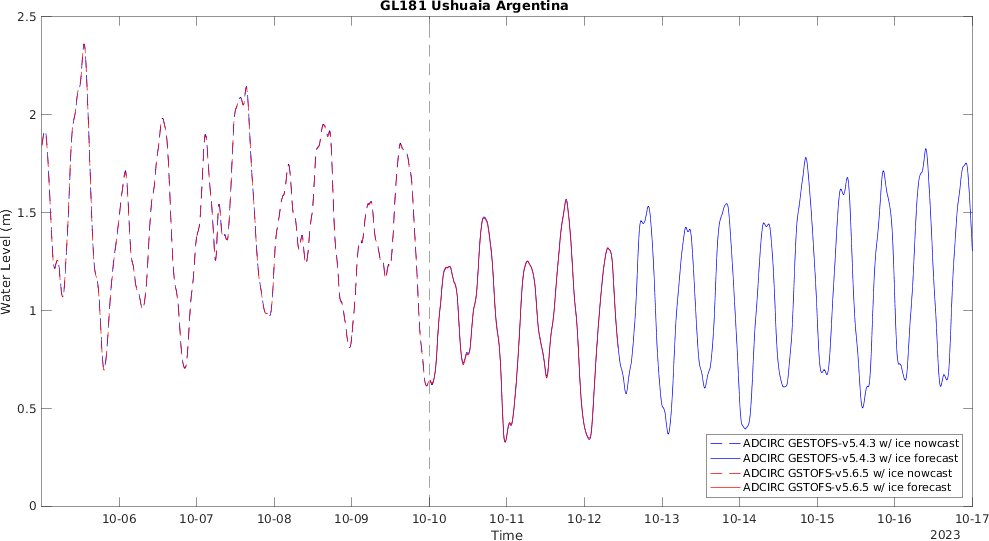 GL181 Ushuaia Argentina
2.5
2
1.5
1
0.5
0
Water Level (m)
10-06 10-07 10-08 10-09 10-10 10-11 10-12 10-13 10-14 10-15 10-16 10-17
Time
2023
ADCIRC GESTOFS-v5.4.3 w/ ice nowcast
ADCIRC GESTOFS-v5.4.3 w/ ice forecast
ADCIRC GSTOFS-v5.6.5 w/ ice nowcast
ADCIRC GSTOFS-v5.6.5 w/ ice forecast